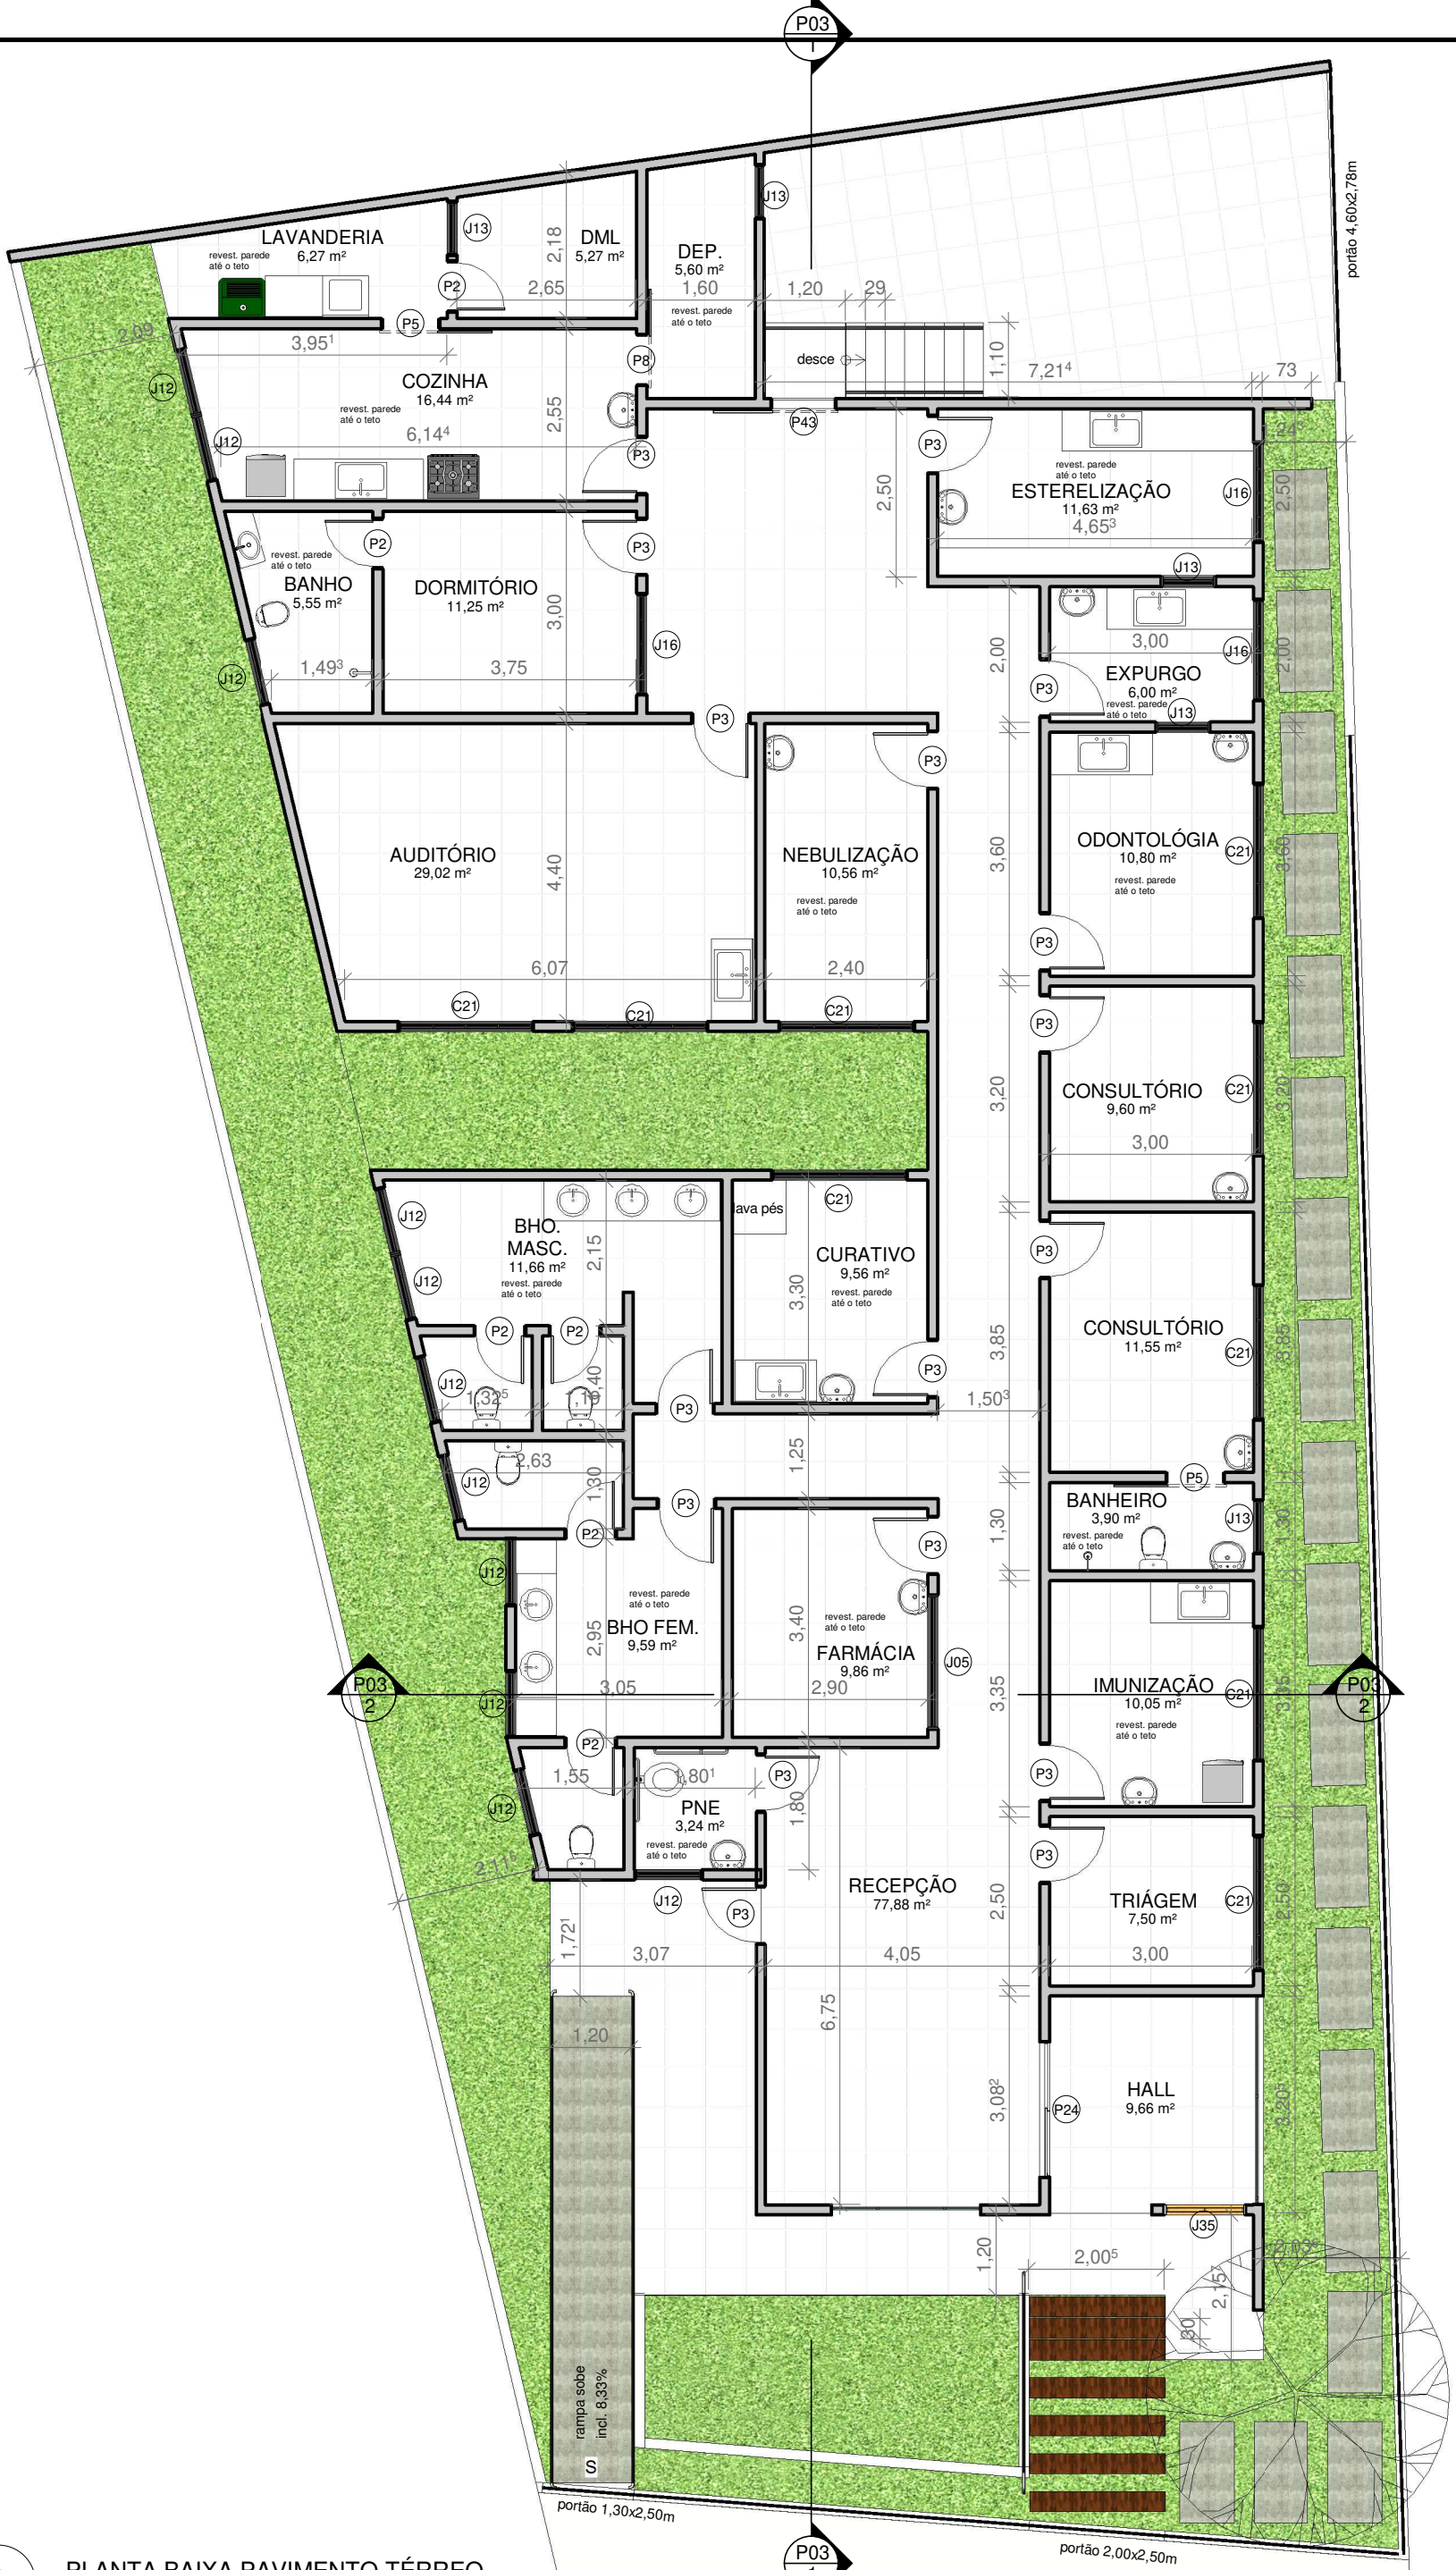 P03
1
portão 4,60x2,78m
J13
LAVANDERIA
6,27 m²
revest. parede
até o teto
J13
DML
5,27 m²
2,18
DEP.
5,60 m²
P2
2,65
1,60
1,20
29
revest. parede
até o teto
P5
2,09
3,95¹
desce
1,10
P8
7,21⁴
73
J12
COZINHA
16,44 m²
revest. parede
até o teto
2,55
6,14⁴
J12
P43
P3
P3
revest. parede
até o teto
ESTERELIZAÇÃO
11,63 m²
4,65³
J16
2,50
2,50
P2
P3
revest. parede
até o teto
BANHO
5,55 m²
DORMITÓRIO
11,25 m²
3,00
J13
J16
2,00
3,00
J16
2,00
J12
1,49³
3,75
EXPURGO
6,00 m²
revest. parede
até o teto
P3
J13
P3
P3
AUDITÓRIO
29,02 m²
4,40
NEBULIZAÇÃO
10,56 m²
revest. parede
até o teto
3,60
ODONTOLÓGIA
10,80 m²
revest. parede
até o teto
C21
3,60
P3
6,07
2,40
C21
C21
C21
P3
3,20
CONSULTÓRIO
9,60 m²
C21
3,20
3,00
J12
BHO.
MASC.
11,66 m²
revest. parede
até o teto
2,15
lava pés
C21
J12
CURATIVO
9,56 m²
revest. parede
até o teto
3,30
P3
P2
P2
3,85
CONSULTÓRIO
11,55 m²
C21
3,85
J12
P3
1,32⁵
P3
1,50³
2,63
1,30
J12
1,25
P5
P3
BANHEIRO
3,90 m²
revest. parede
até o teto
J13
1,30
1,30
P2
P3
J12
revest. parede
até o teto
BHO FEM.
9,59 m²
2,95
3,40
revest. parede
até o teto
FARMÁCIA
9,86 m²
J05
P03
2
3,05
2,90
3,35
IMUNIZAÇÃO
10,05 m²
revest. parede
até o teto
C21
P03
2
J12
P2
1,55
1,80¹
P3
1,80
P3
J12
PNE
3,24 m²
revest. parede
até o teto
P3
RECEPÇÃO
77,88 m²
2,50
TRIÁGEM
7,50 m²
C21
2,50
J12
P3
1,72¹
3,07
4,05
3,00
6,75
1,20
3,08²
P24
HALL
9,66 m²
3,20⁵
J35
1,20
2,00⁵
2,15⁷
30
rampa sobe
incl. 8,33%
S
portão 1,30x2,50m
portão 2,00x2,50m
P03
PLANTA BAIXA PAVIMENTO TÉRREO